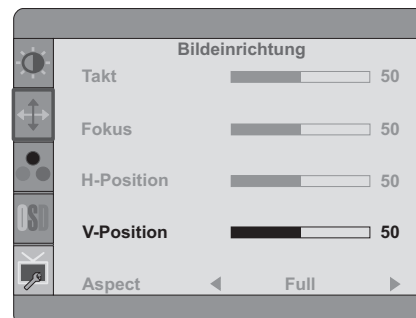 Bildeinrichtung
Takt 50
Fokus 50
H-Position 50
OSD
V-Position 50
Aspect Full